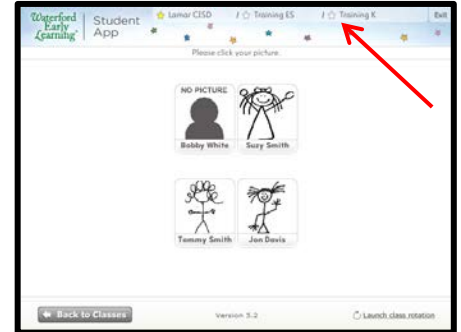 Waterford Early Learning
Student App
Lamar CISD / Training ES / Training K
Exit
Please click your picture.
NO PICTURE
Bobby White Suzy Smith
Tommy Smith Jon Davis
Back to Classes Version 5.2 Launch class rotation